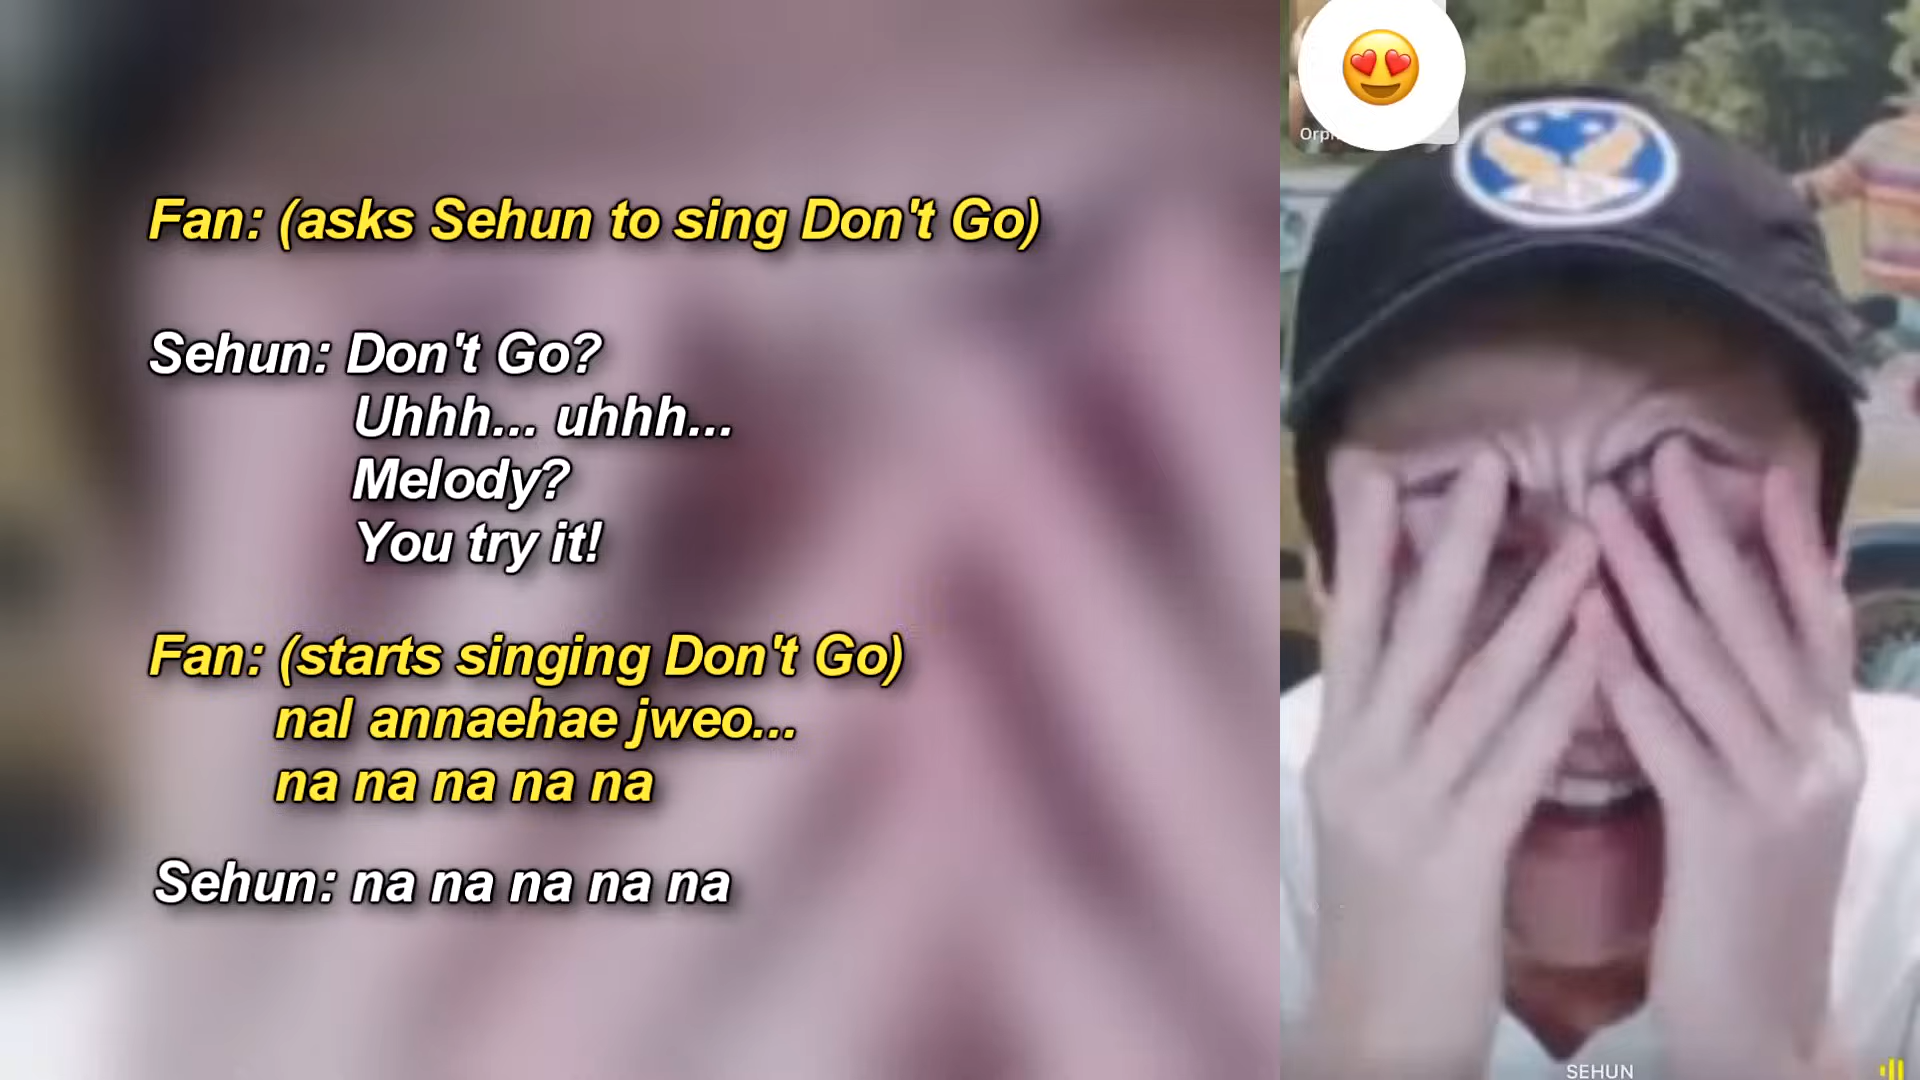 Fan: (asks Sehun to sing Don't Go)
Sehun: Don't Go?
Uhhh... uhhh...
Melody?
You try it!
Fan: (starts singing Don't Go)
nal annaehae jweo...
na na na na na
Sehun: na na na na na
SEHUN